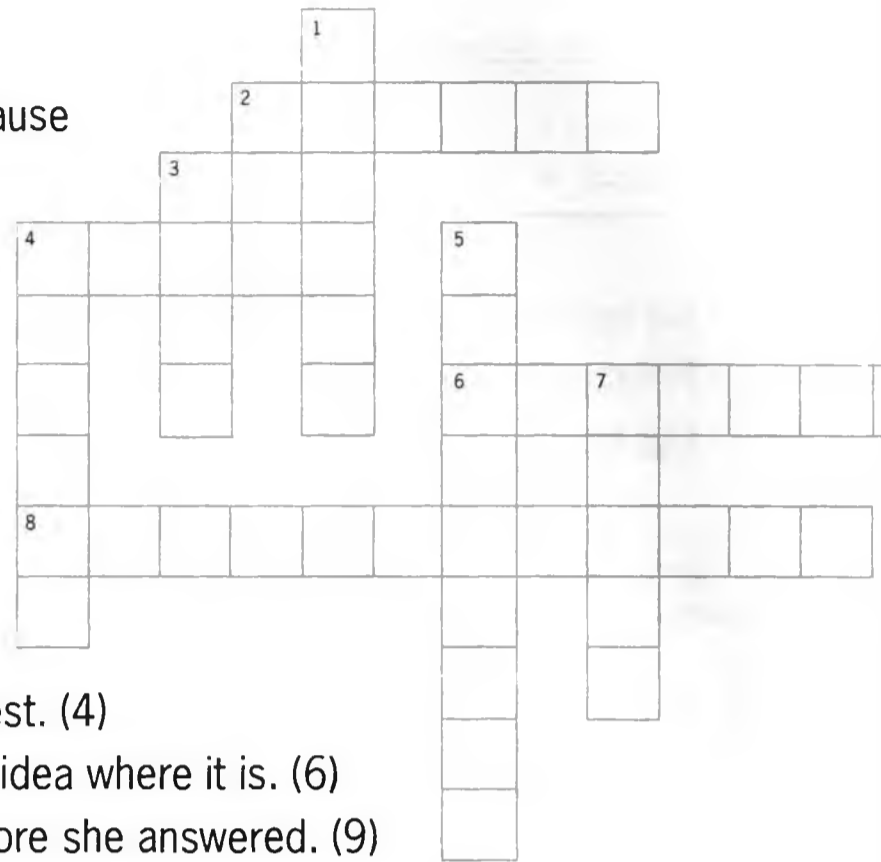 ause
1
2
3
4
5
6
7
8
est. (4)
idea where it is. (6)
ore she answered. (9)